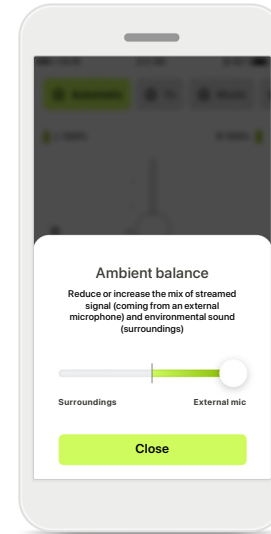 Ambient balance
Reduce or increase the mix of streamed
signal (coming from an external
microphone) and environmental sound
(surroundings)
Surroundings
External mic
Close